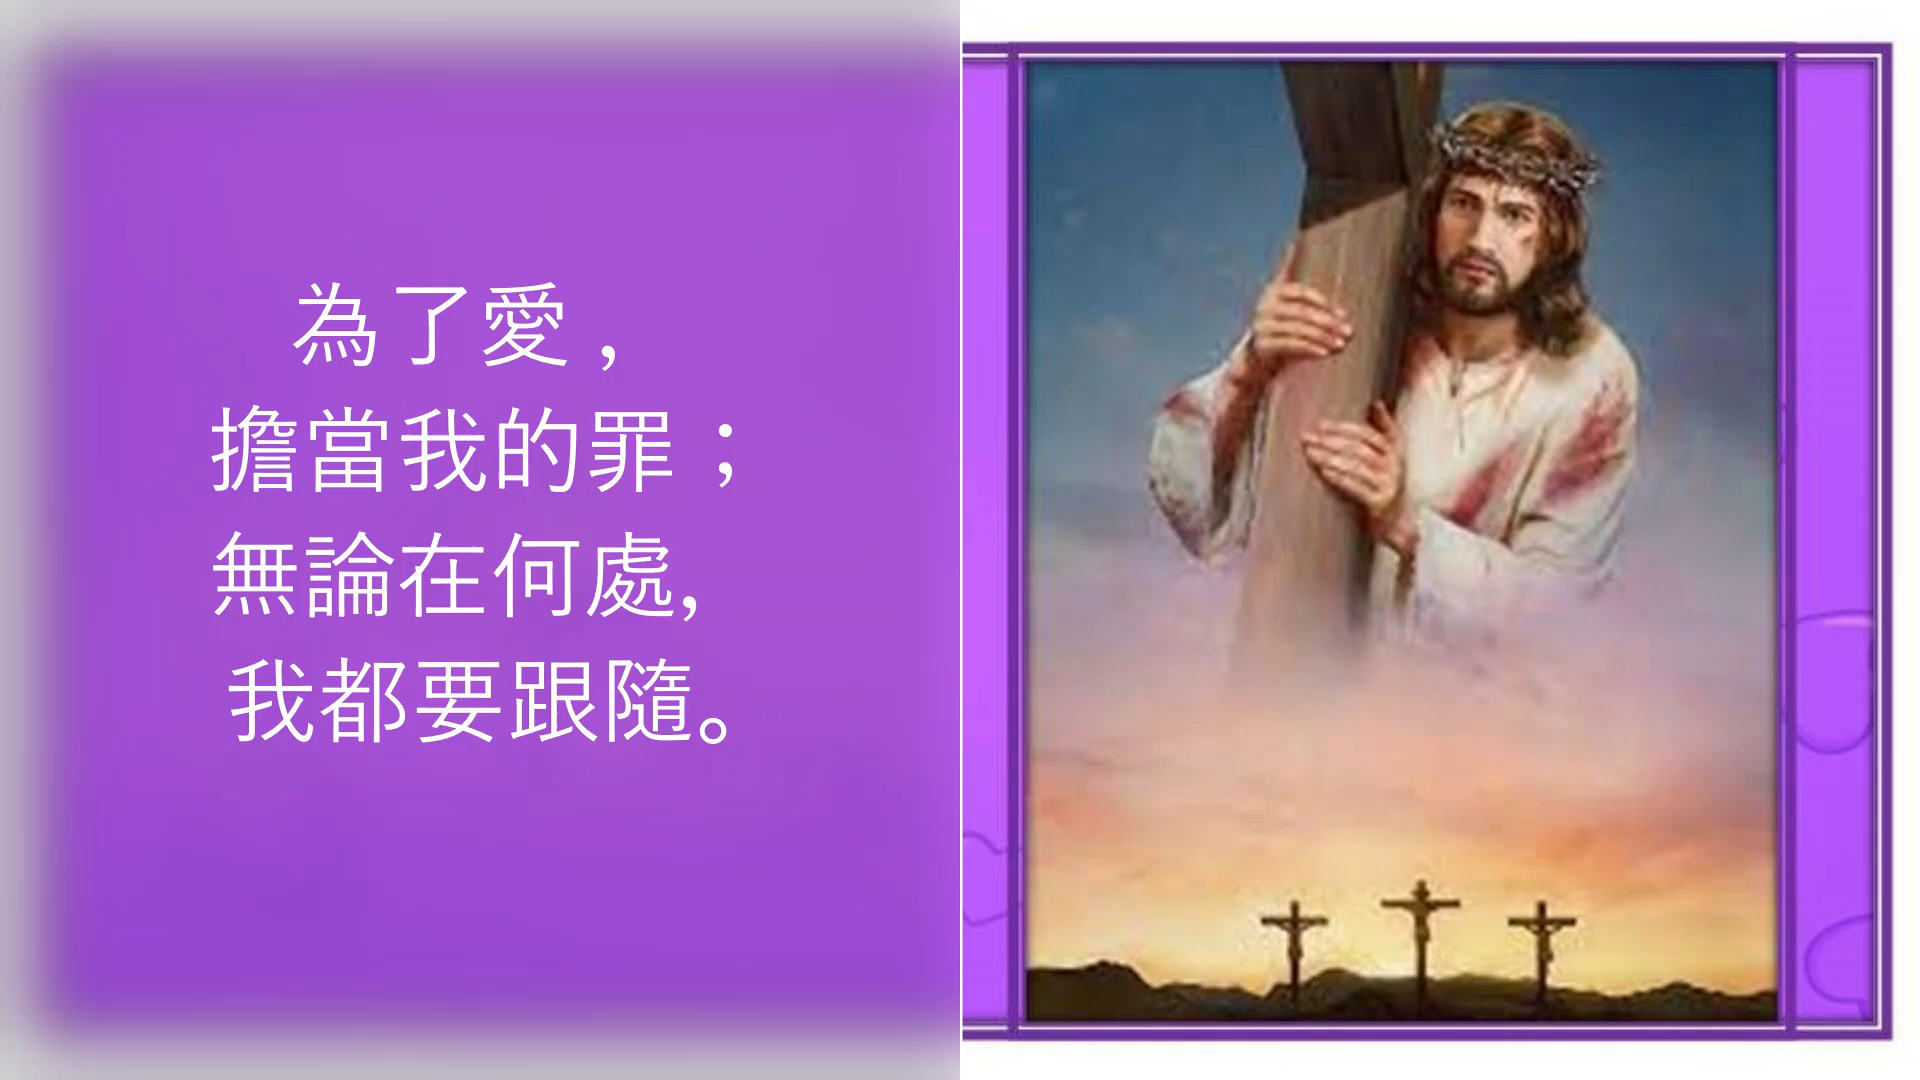 為了愛，
擔當我的罪；
無論在何處,
我都要跟隨。